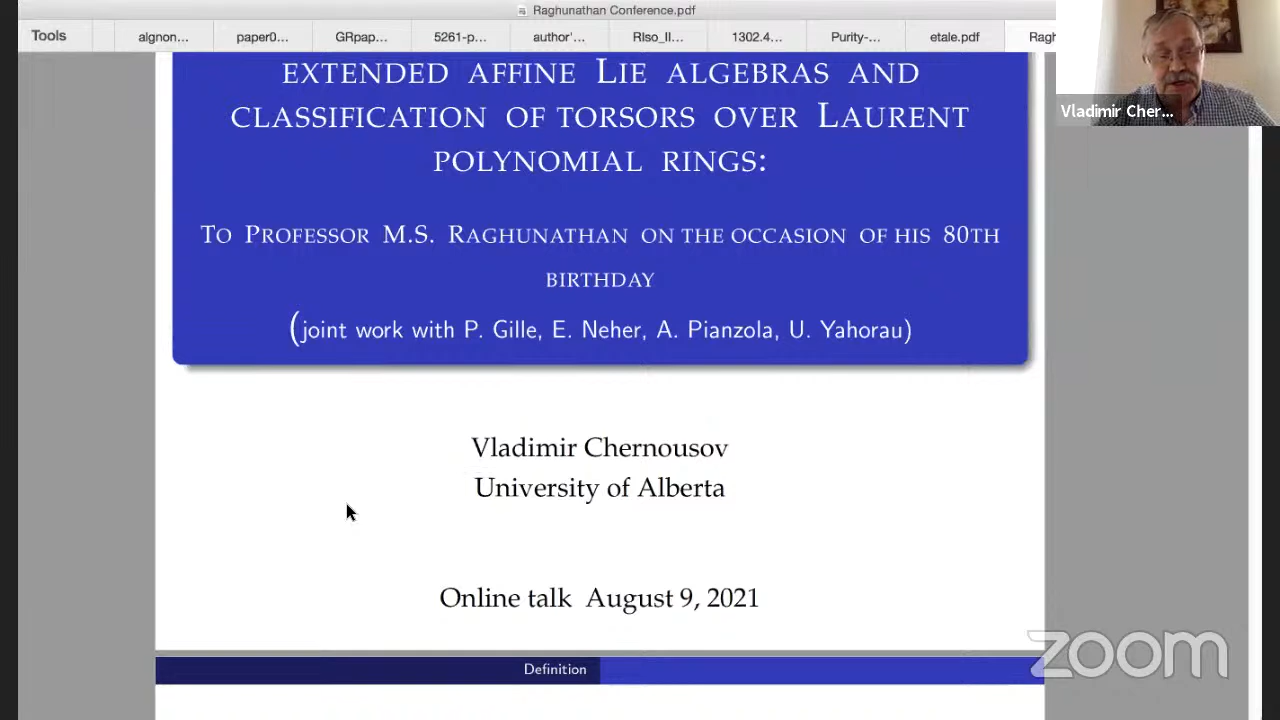 Raghunathan Conference.pdf
Tools
algnon...
paper0...
GRpap...
5261-p...
author'...
RIso_II...
1302.4...
Purity-...
etale.pdf
Ragh
Vladimir Cher...
EXTENDED AFFINE LIE ALGEBRAS AND
CLASSIFICATION OF TORSORS OVER LAURENT
POLYNOMIAL RINGS:
TO PROFESSOR M.S. RAGHUNATHAN ON THE OCCASION OF HIS 80TH
BIRTHDAY
(joint work with P. Gille, E. Neher, A. Pianzola, U. Yahorau)
Vladimir Chernousov
University of Alberta
Online talk August 9, 2021
zoom
Definition